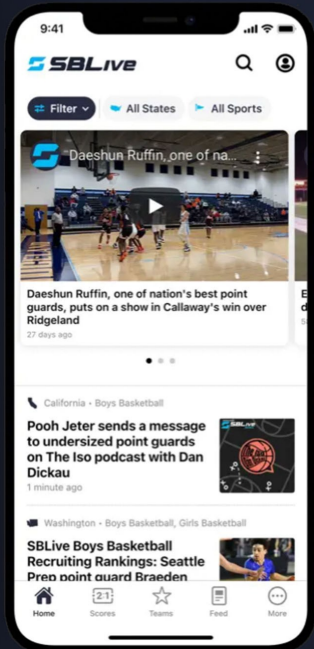 9:41
SBLIVE
Filter
All States
All Sports
Daeshun Ruffin, one of na...
Daeshun Ruffin, one of nation's best point
guards, puts on a show in Callaway's win over
Ridgeland
27 days ago
California • Boys Basketball
Pooh Jeter sends a message
to undersized point guards
on The Iso podcast with Dan
Dickau
1 minute ago
SBLIVE
Washington • Boys Basketball, Girls Basketball
SBLive Boys Basketball
Recruiting Rankings: Seattle
Prep point guard Braeden
2:1
Home
Scores
Teams
Feed
More